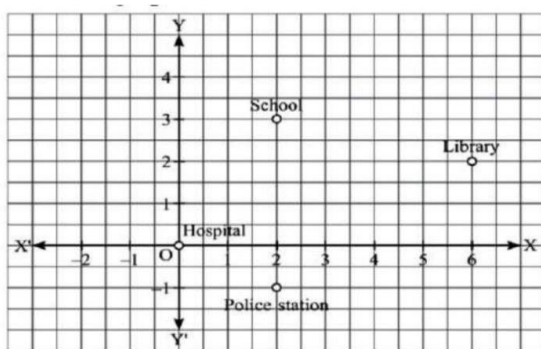 Y
4
School
3
Library
2
1
Hospital
X' O X
–2 –1 1 2 3 4 5 6
–1
Police station
Y'